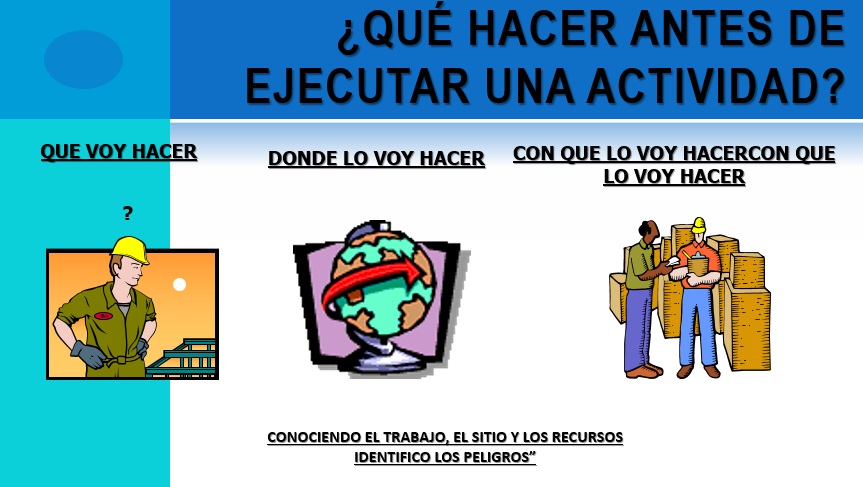 ¿QUÉ HACER ANTES DE
EJECUTAR UNA ACTIVIDAD?
QUE VOY HACER
?
DONDE LO VOY HACER
CON QUE LO VOY HACERCON QUE
LO VOY HACER
CONOCIENDO EL TRABAJO, EL SITIO Y LOS RECURSOS
IDENTIFICO LOS PELIGROS”